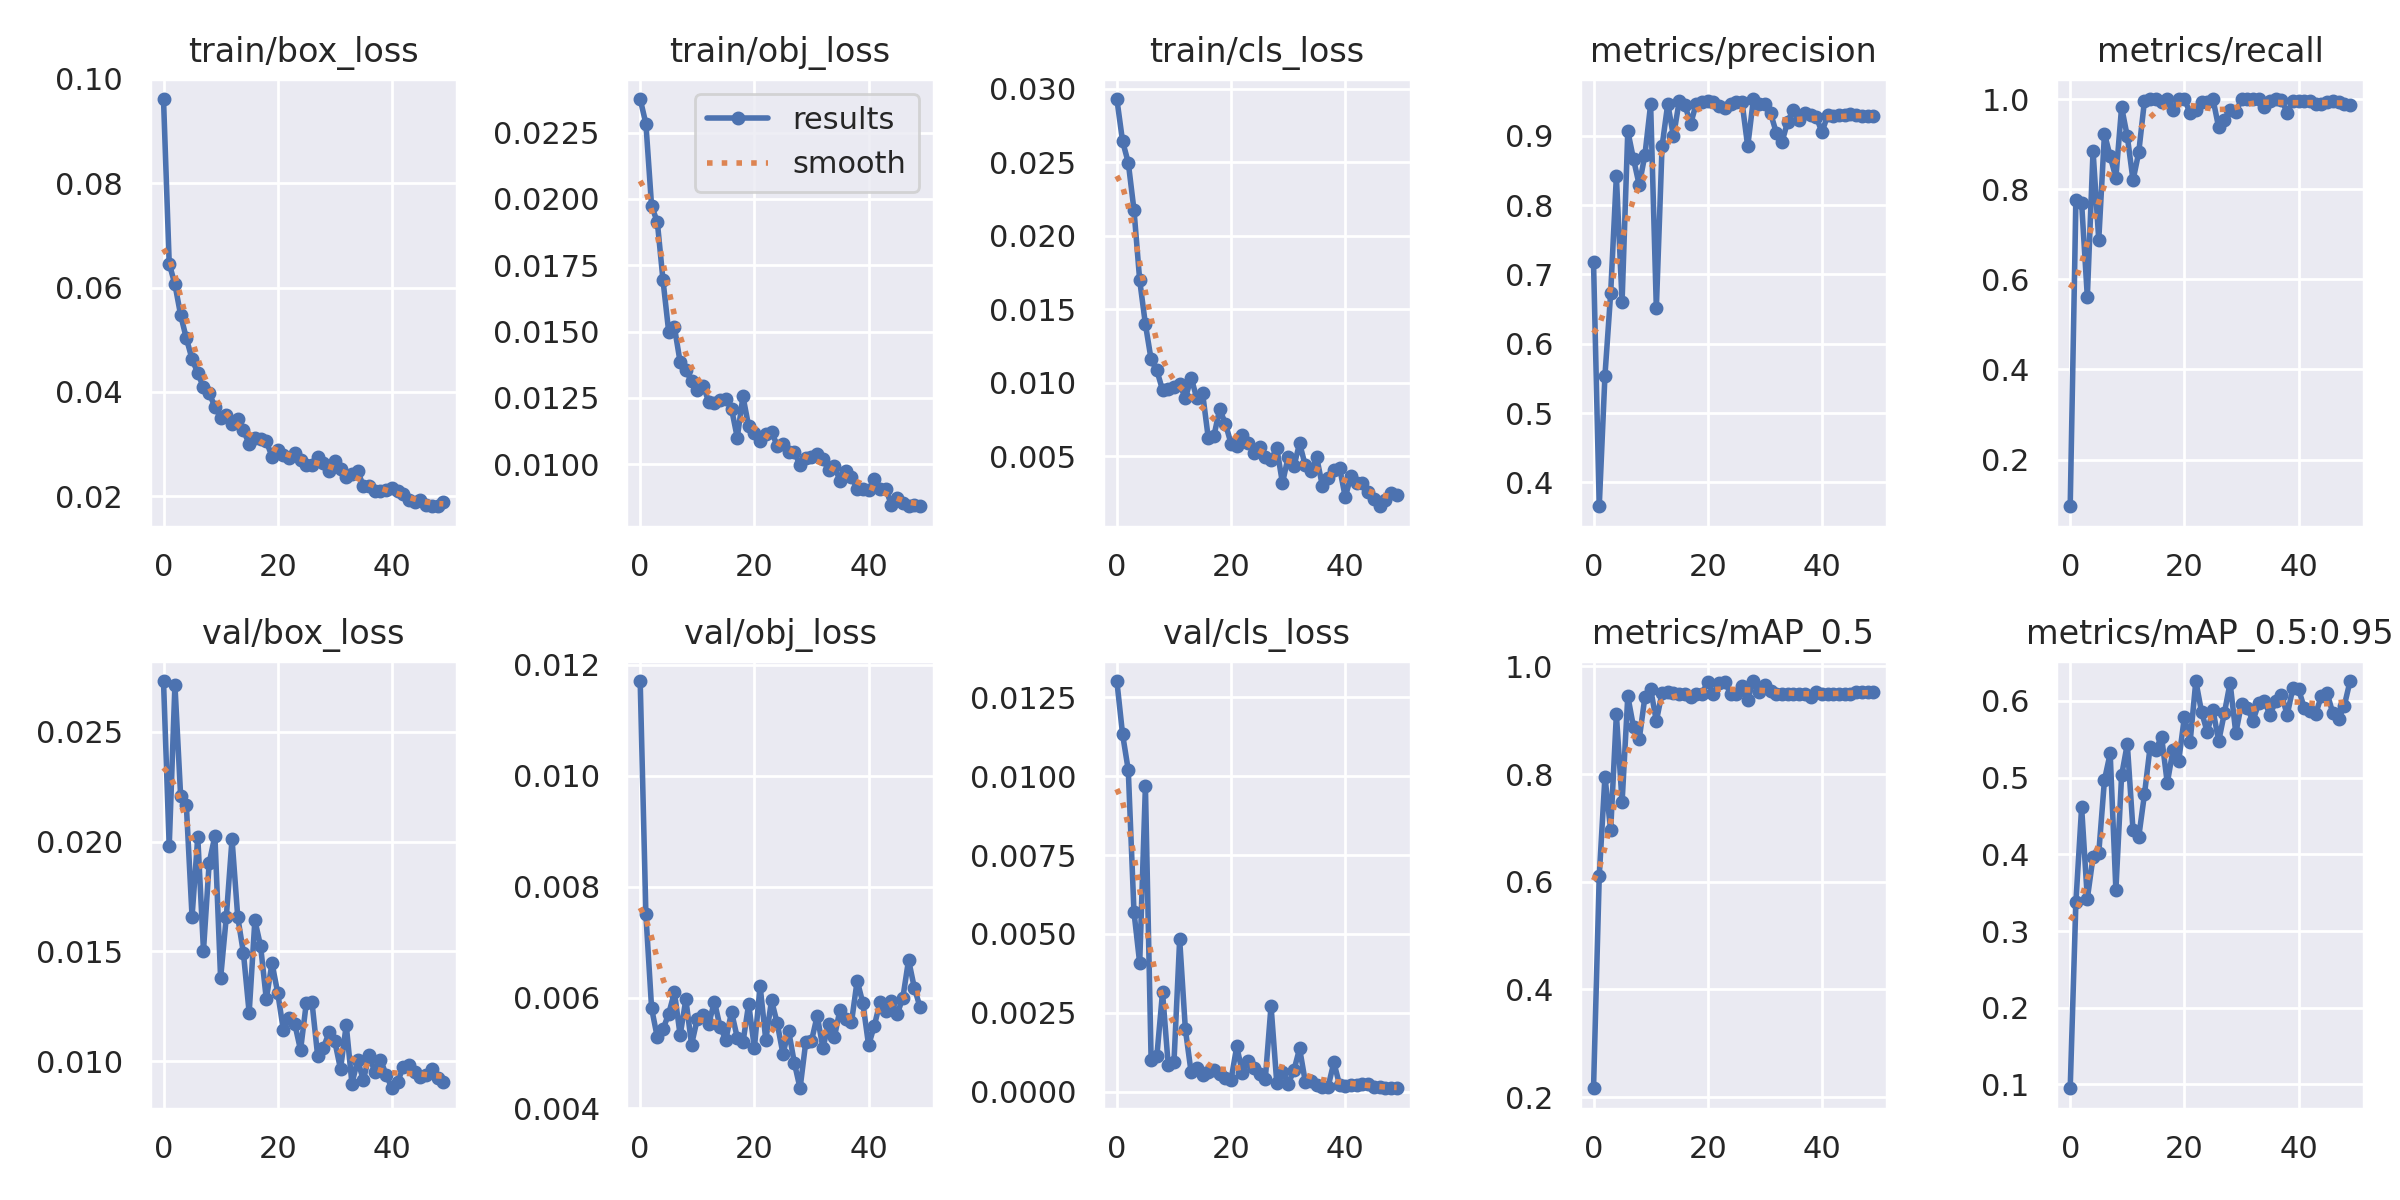 train/box_loss
0.10
0.08
0.06
0.04
0.02
0 20 40
train/obj_loss
results
smooth
0.0225
0.0200
0.0175
0.0150
0.0125
0.0100
0 20 40
train/cls_loss
0.030
0.025
0.020
0.015
0.010
0.005
0 20 40
metrics/precision
0.9
0.8
0.7
0.6
0.5
0.4
0 20 40
metrics/recall
1.0
0.8
0.6
0.4
0.2
0 20 40
val/box_loss
0.025
0.020
0.015
0.010
0 20 40
val/obj_loss
0.012
0.010
0.008
0.006
0.004
0 20 40
val/cls_loss
0.0125
0.0100
0.0075
0.0050
0.0025
0.0000
0 20 40
metrics/mAP_0.5
1.0
0.8
0.6
0.4
0.2
0 20 40
metrics/mAP_0.5:0.95
0.6
0.5
0.4
0.3
0.2
0.1
0 20 40